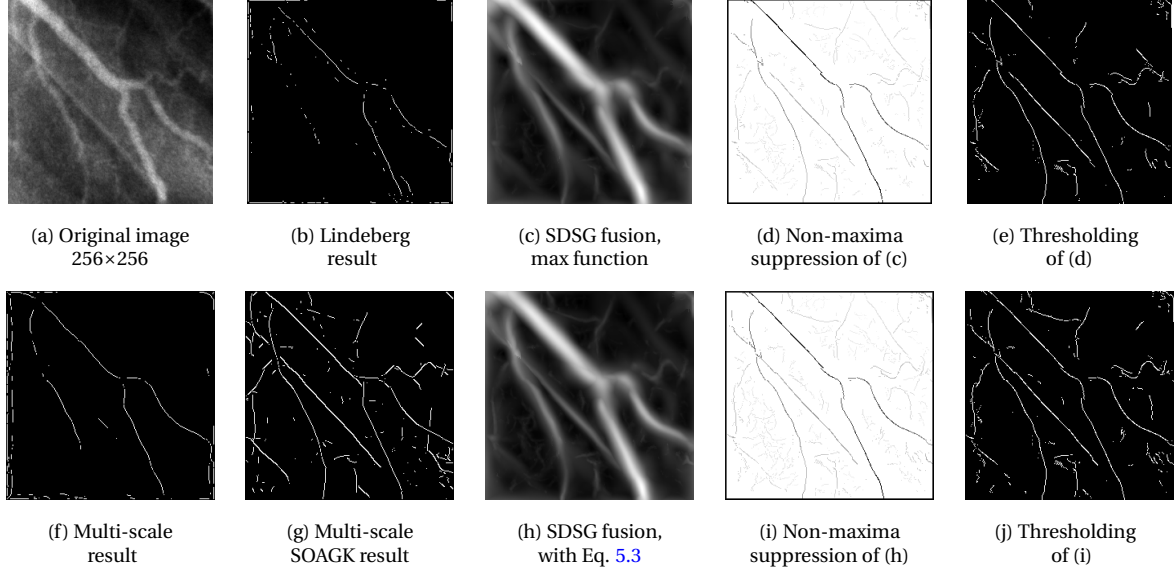 (a) Original image
256×256
(b) Lindeberg
result
(c) SDSG fusion,
max function
(d) Non-maxima
suppression of (c)
(e) Thresholding
of (d)
(f) Multi-scale
result
(g) Multi-scale
SOAGK result
(h) SDSG fusion,
with Eq. 5.3
(i) Non-maxima
suppression of (h)
(j) Thresholding
of (i)